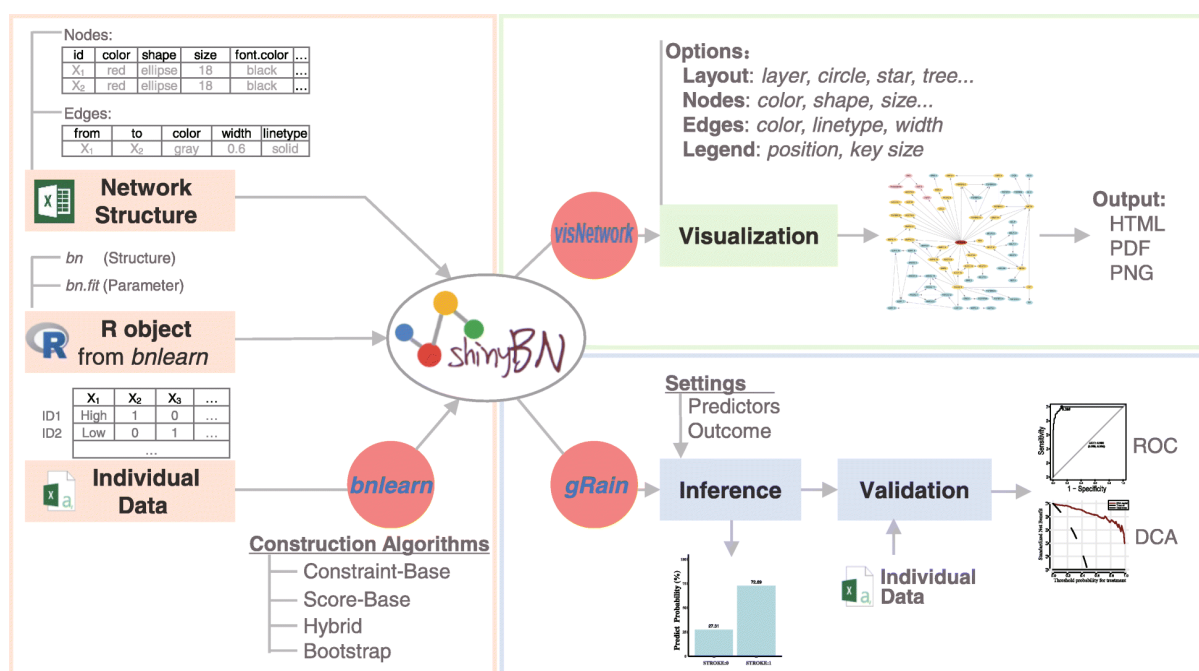 Nodes:
id color shape size font.color ...
X1 red ellipse 18 black ...
X2 red ellipse 18 black ...
Edges:
from to color width linetype
X1 X2 gray 0.6 solid
Network
Structure
bn (Structure)
bn.fit (Parameter)
R object
from bnlearn
X1 X2 X3 ...
ID1 High 1 0 ...
ID2 Low 0 1 ...
...
Individual
Data
bnlearn
Construction Algorithms
Constraint-Base
Score-Base
Hybrid
Bootstrap
shinyBN
Options:
Layout: layer, circle, star, tree...
Nodes: color, shape, size...
Edges: color, linetype, width
Legend: position, key size
visNetwork
Visualization
Output:
HTML
PDF
PNG
Settings
Predictors
Outcome
gRain
Inference
Validation
Individual
Data
Predict Probability (%)
27.31
72.69
STROKE:0 STROKE:1
Sensitivity
1 - Specificity
ROC
Standardized Net Benefit
Threshold probability for treatment
DCA